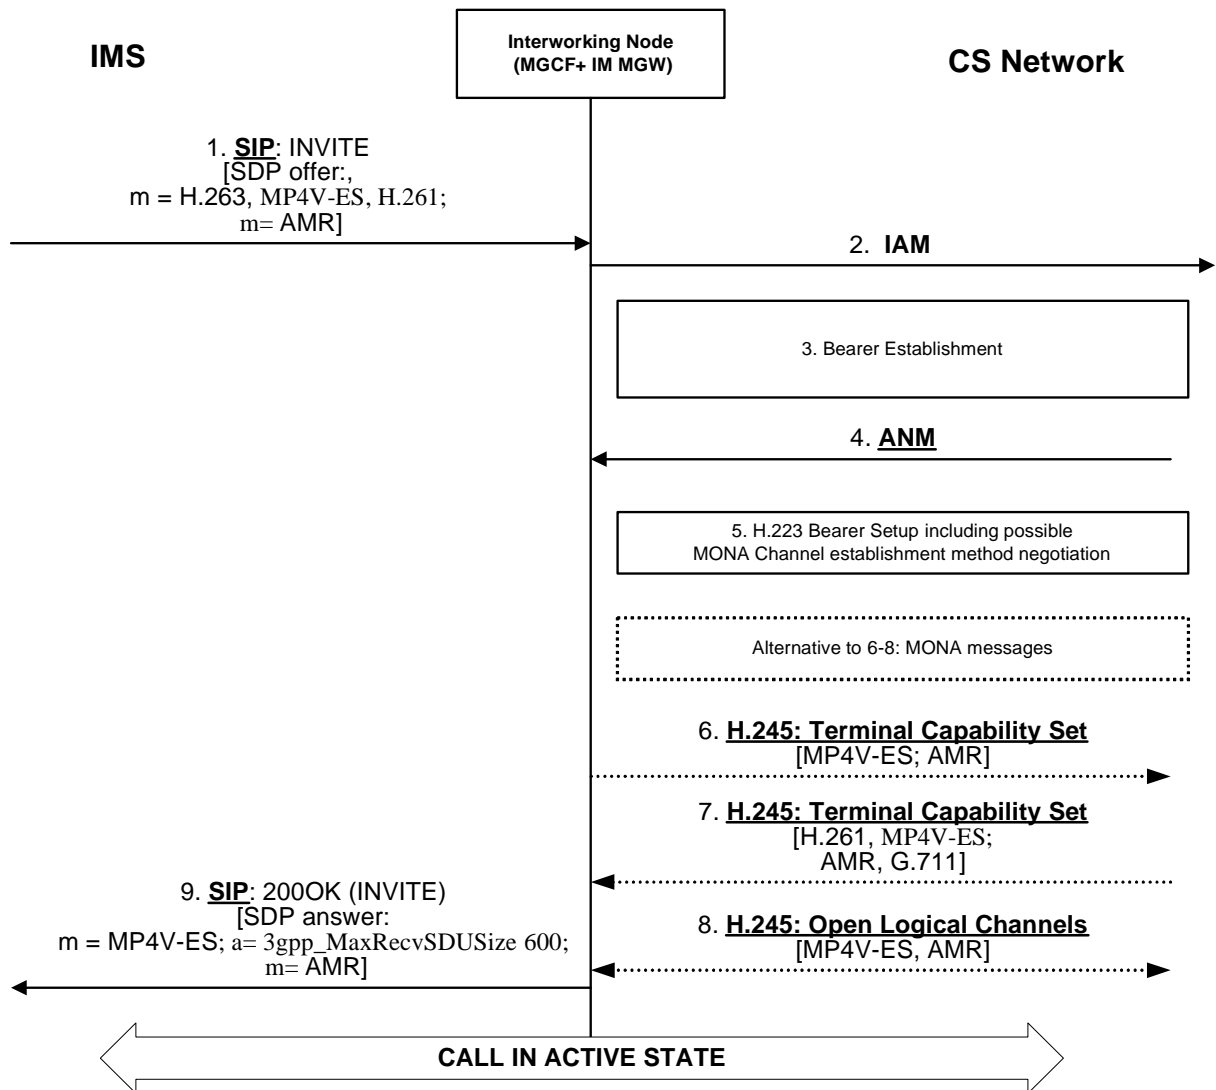 IMS
Interworking Node
(MGCF+ IM MGW)
CS Network
1. SIP: INVITE
[SDP offer:,
m = H.263, MP4V-ES, H.261;
m= AMR]
2. IAM
3. Bearer Establishment
4. ANM
5. H.223 Bearer Setup including possible
MONA Channel establishment method negotiation
Alternative to 6-8: MONA messages
6. H.245: Terminal Capability Set
[MP4V-ES; AMR]
7. H.245: Terminal Capability Set
[H.261, MP4V-ES;
AMR, G.711]
9. SIP: 200OK (INVITE)
[SDP answer:
m = MP4V-ES; a= 3gpp_MaxRecvSDUSize 600;
m= AMR]
8. H.245: Open Logical Channels
[MP4V-ES, AMR]
CALL IN ACTIVE STATE